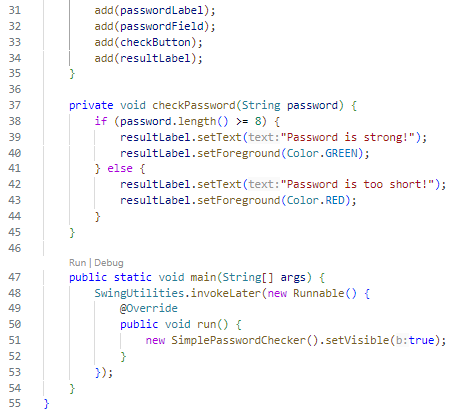 31 add(passwordLabel);
32 add(passwordField);
33 add(checkButton);
34 add(resultLabel);
35 }
36
37 private void checkPassword(String password) {
38 if (password.length() >= 8) {
39 resultLabel.setText(text:"Password is strong!");
40 resultLabel.setForeground(Color.GREEN);
41 } else {
42 resultLabel.setText(text:"Password is too short!");
43 resultLabel.setForeground(Color.RED);
44 }
45 }
46
Run | Debug
47 public static void main(String[] args) {
48 SwingUtilities.invokeLater(new Runnable() {
49 @Override
50 public void run() {
51 new SimplePasswordChecker().setVisible(b:true);
52 }
53 });
54 }
55 }